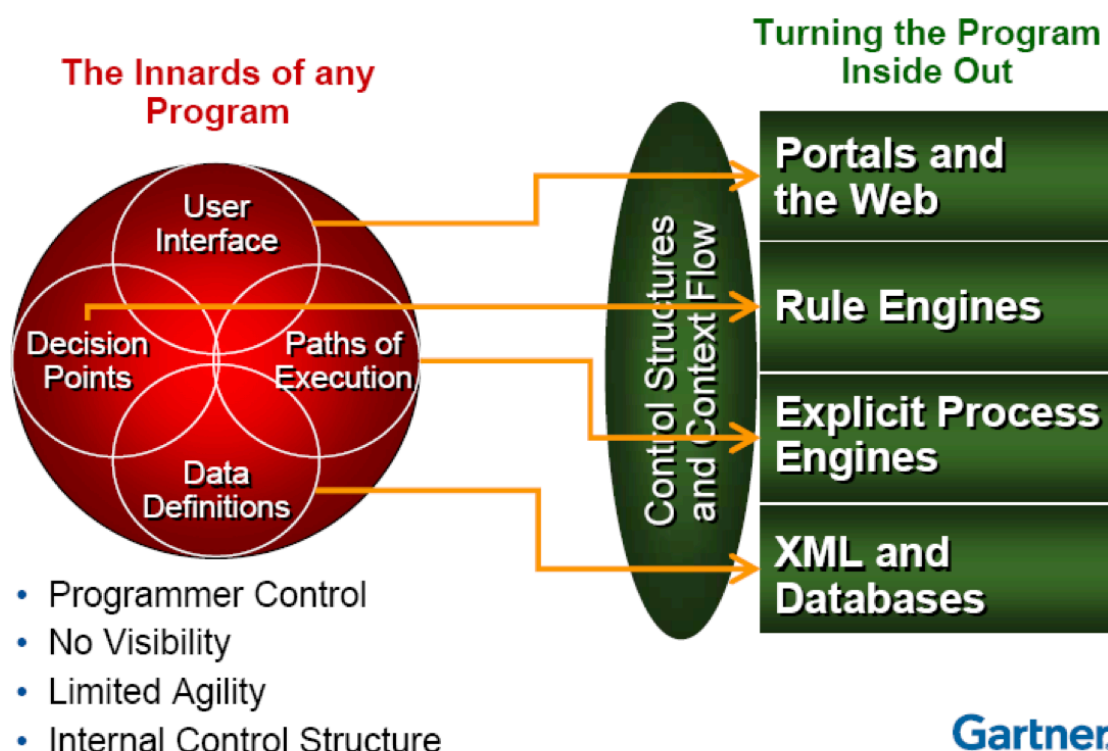 The Innards of any
Program
Turning the Program
Inside Out
User
Interface
Decision
Points
Paths of
Execution
Data
Definitions
Control Structures
and Context Flow
Portals and
the Web
Rule Engines
Explicit Process
Engines
XML and
Databases
• Programmer Control
• No Visibility
• Limited Agility
• Internal Control Structure
Gartner